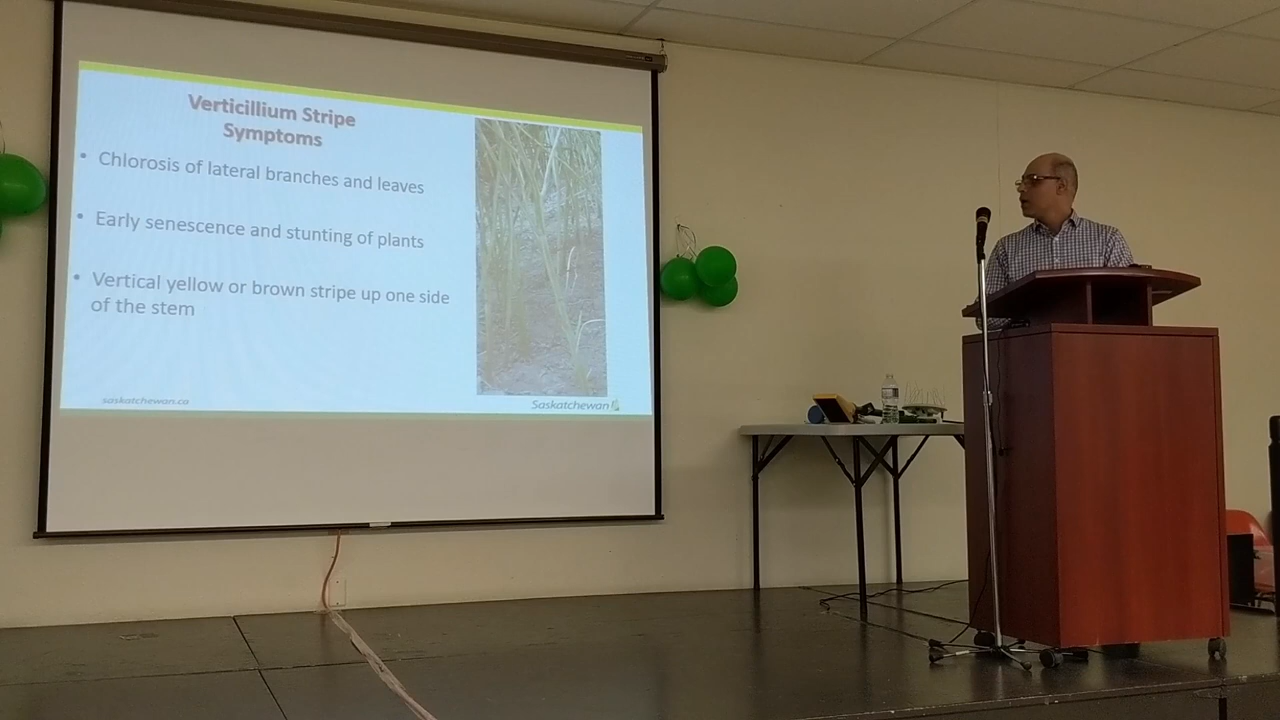 Verticillium Stripe
Symptoms
• Chlorosis of lateral branches and leaves
• Early senescence and stunting of plants
• Vertical yellow or brown stripe up one side
of the stem
saskatchewan.ca
Saskatchewan